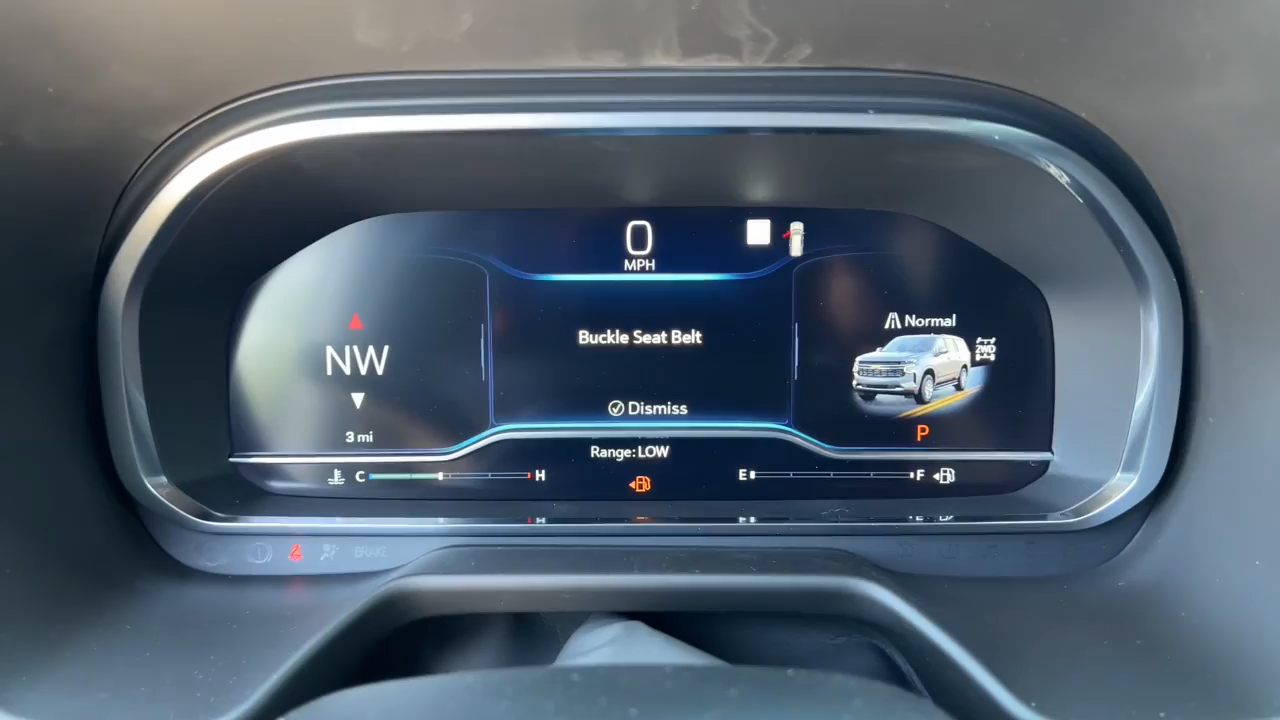 0
MPH
Buckle Seat Belt
Normal
2WD
NW
Dismiss
P
3 mi
Range: LOW
C
H
E
F
BRAKE